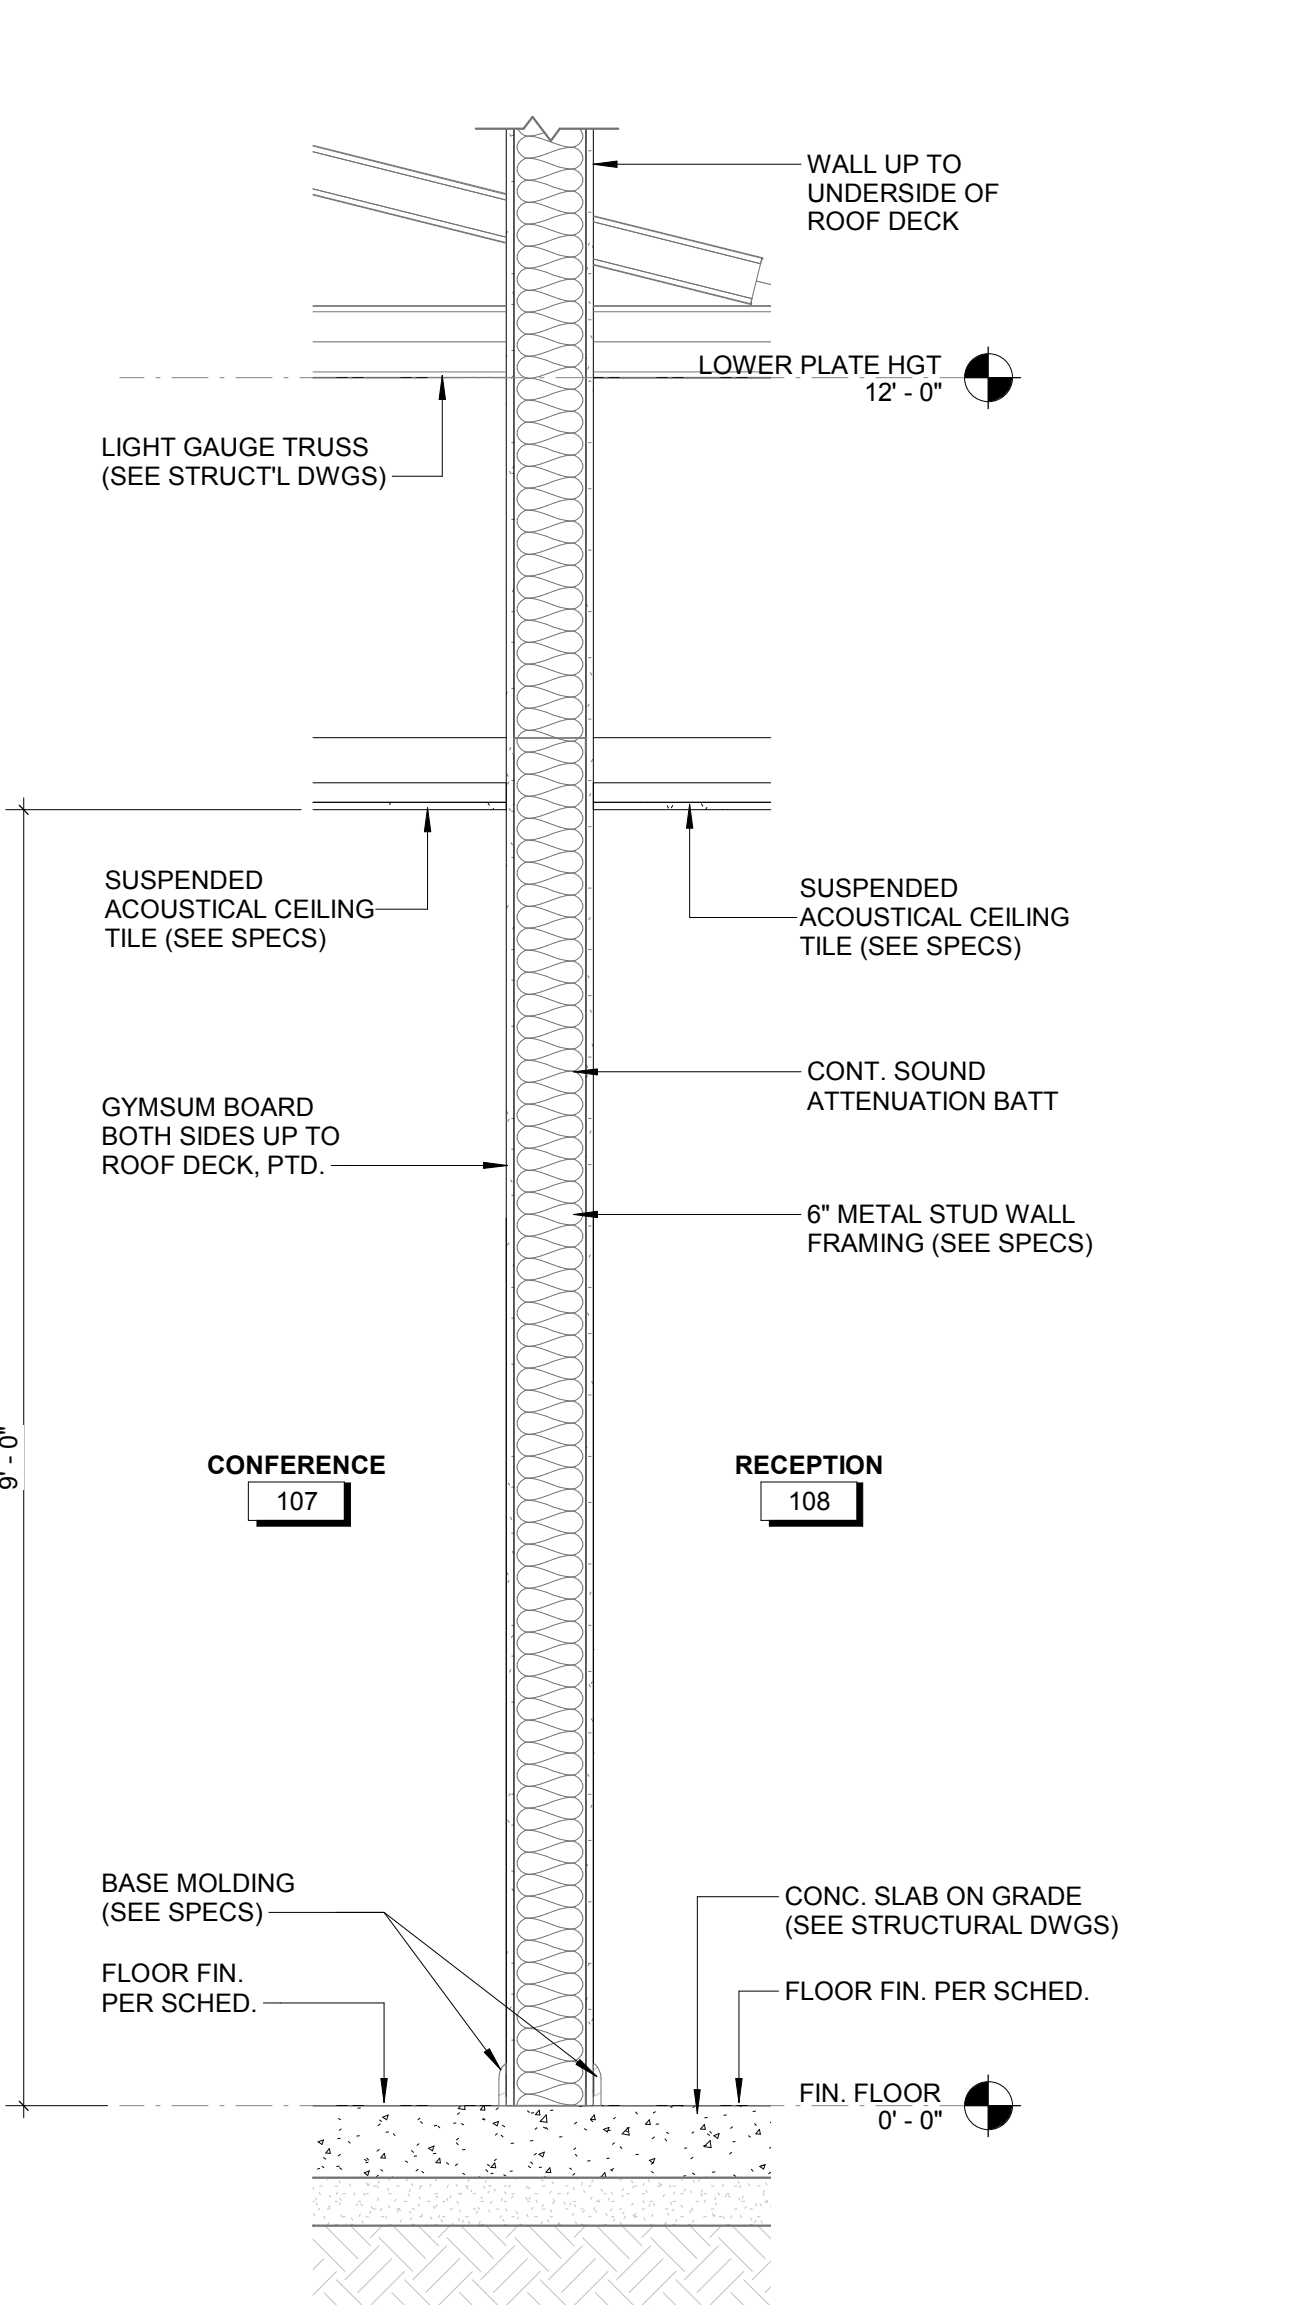 WALL UP TO
UNDERSIDE OF
ROOF DECK
LOWER PLATE HGT
12' - 0"
LIGHT GAUGE TRUSS
(SEE STRUCT'L DWGS)
SUSPENDED
ACOUSTICAL CEILING
TILE (SEE SPECS)
SUSPENDED
ACOUSTICAL CEILING
TILE (SEE SPECS)
CONT. SOUND
ATTENUATION BATT
GYMSUM BOARD
BOTH SIDES UP TO
ROOF DECK, PTD.
6" METAL STUD WALL
FRAMING (SEE SPECS)
9' - 0"
CONFERENCE
107
RECEPTION
108
BASE MOLDING
(SEE SPECS)
CONC. SLAB ON GRADE
(SEE STRUCTURAL DWGS)
FLOOR FIN.
PER SCHED.
FLOOR FIN. PER SCHED.
FIN. FLOOR
0' - 0"